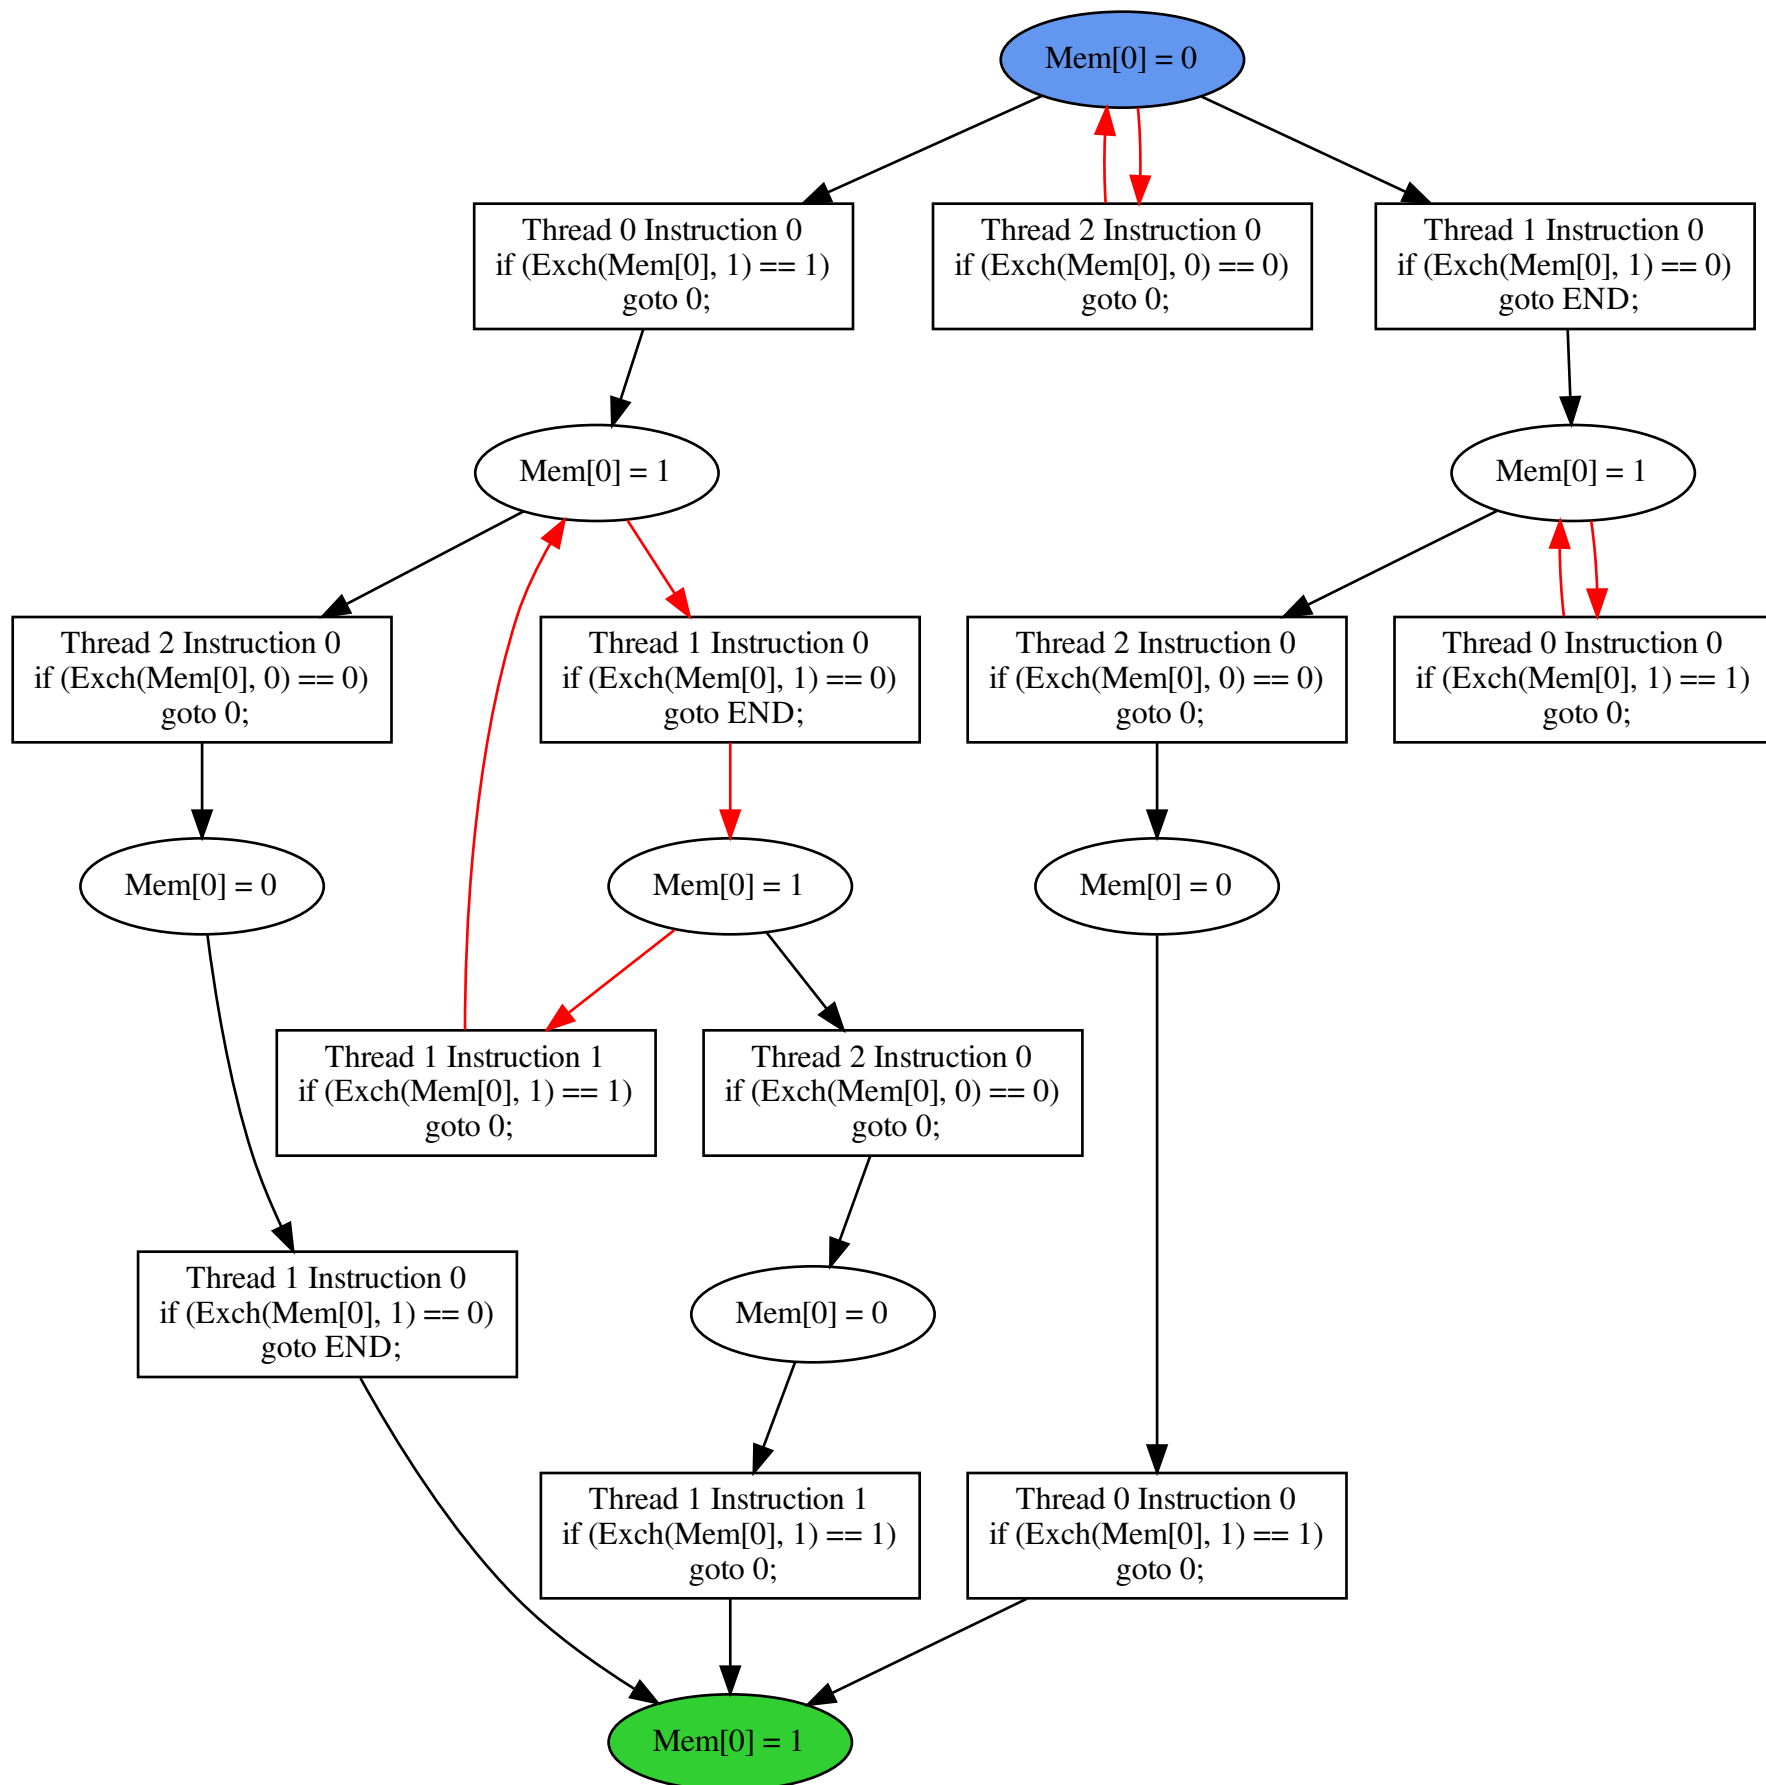 Mem[0] = 0
Thread 0 Instruction 0
if (Exch(Mem[0], 1) == 1)
goto 0;
Thread 2 Instruction 0
if (Exch(Mem[0], 0) == 0)
goto 0;
Thread 1 Instruction 0
if (Exch(Mem[0], 1) == 0)
goto END;
Mem[0] = 1
Mem[0] = 1
Thread 2 Instruction 0
if (Exch(Mem[0], 0) == 0)
goto 0;
Thread 1 Instruction 0
if (Exch(Mem[0], 1) == 0)
goto END;
Thread 2 Instruction 0
if (Exch(Mem[0], 0) == 0)
goto 0;
Thread 0 Instruction 0
if (Exch(Mem[0], 1) == 1)
goto 0;
Mem[0] = 0
Mem[0] = 1
Mem[0] = 0
Thread 1 Instruction 1
if (Exch(Mem[0], 1) == 1)
goto 0;
Thread 2 Instruction 0
if (Exch(Mem[0], 0) == 0)
goto 0;
Thread 1 Instruction 0
if (Exch(Mem[0], 1) == 0)
goto END;
Mem[0] = 0
Thread 1 Instruction 1
if (Exch(Mem[0], 1) == 1)
goto 0;
Thread 0 Instruction 0
if (Exch(Mem[0], 1) == 1)
goto 0;
Mem[0] = 1